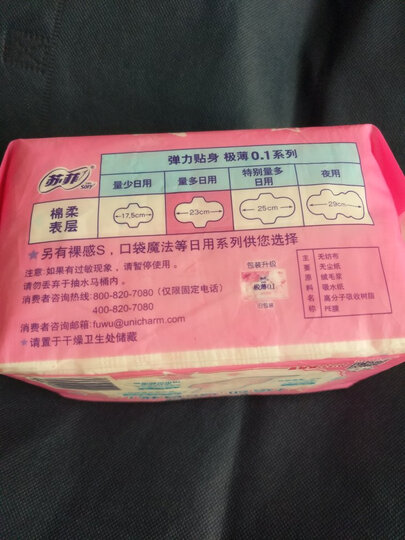 苏菲
Sofy
弹力贴身 极薄0.1系列
量少日用 量多日用 特别量多日用 夜用
棉柔表层 17.5cm 23cm 25cm 29cm
★另有裸感S，口袋魔法等日用系列供您选择
注意:如果有过敏现象，请暂停使用。
请勿丢弃于抽水马桶内。
消费者咨询热线:800-820-7080（仅限固定电话）
400-820-7080
消费者咨询邮箱:fuwu@unicharm.com
★请置于干燥卫生处储藏
包装升级
极薄0.1
主要原料
无纺布
无尘纸
绒毛浆
吸水纸
高分子吸收树脂
PE膜